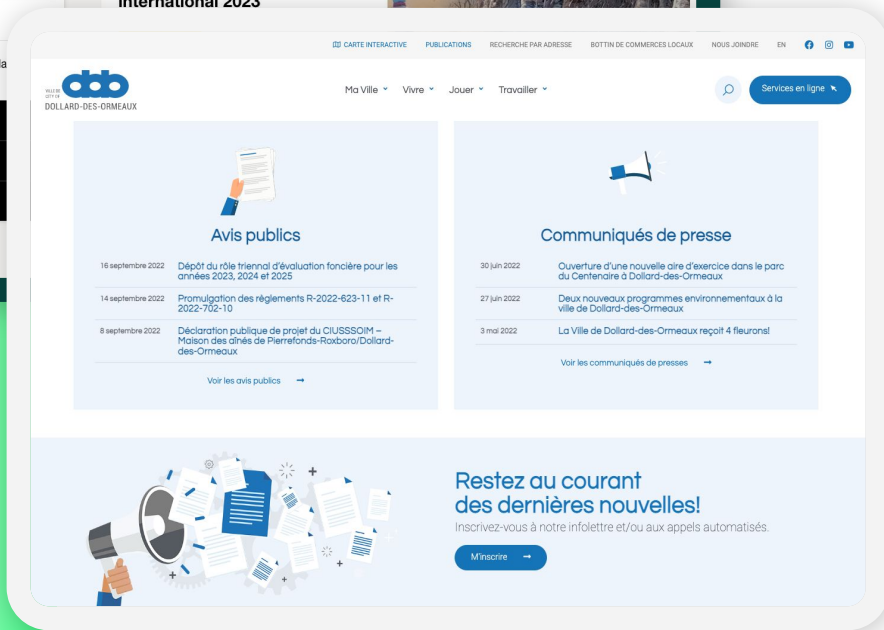 International 2023
la
CARTE INTERACTIVE PUBLICATIONS RECHERCHE PAR ADRESSE BOTTIN DE COMMERCES LOCAUX NOUS JOINDRE EN
VILLE DE
CITY OF
ddo
DOLLARD-DES-ORMEAUX
Ma Ville Vivre Jouer Travailler
Services en ligne
Avis publics
16 septembre 2022 Dépôt du rôle triennal d'évaluation foncière pour les
années 2023, 2024 et 2025
14 septembre 2022 Promulgation des règlements R-2022-623-11 et R-
2022-702-10
8 septembre 2022 Déclaration publique de projet du CIUSSSOIM –
Maison des aînés de Pierrefonds-Roxboro/Dollard-
des-Ormeaux
Voir les avis publics →
Communiqués de presse
30 juin 2022 Ouverture d'une nouvelle aire d'exercice dans le parc
du Centenaire à Dollard-des-Ormeaux
27 juin 2022 Deux nouveaux programmes environnementaux à la
ville de Dollard-des-Ormeaux
3 mai 2022 La Ville de Dollard-des-Ormeaux reçoit 4 fleurons!
Voir les communiqués de presses →
Restez au courant
des dernières nouvelles!
Inscrivez-vous à notre infolettre et/ou aux appels automatisés.
M'inscrire →